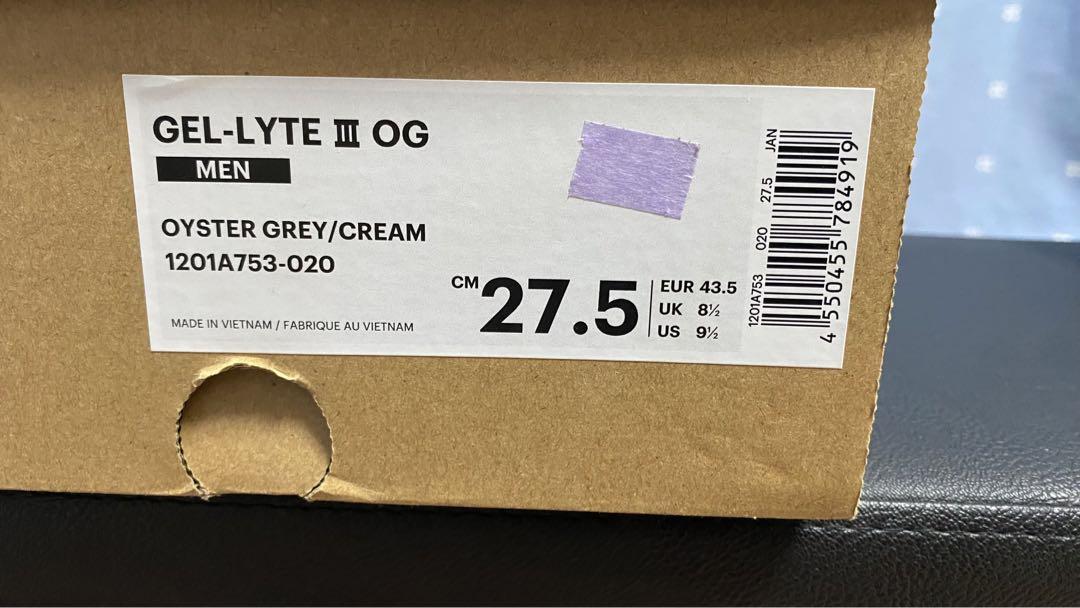 GEL-LYTE III OG
MEN
OYSTER GREY/CREAM
1201A753-020
MADE IN VIETNAM / FABRIQUE AU VIETNAM
CM 27.5
EUR 43.5
UK 8½
US 9½
1201A753 020 27.5 JAN
4 550455 784919